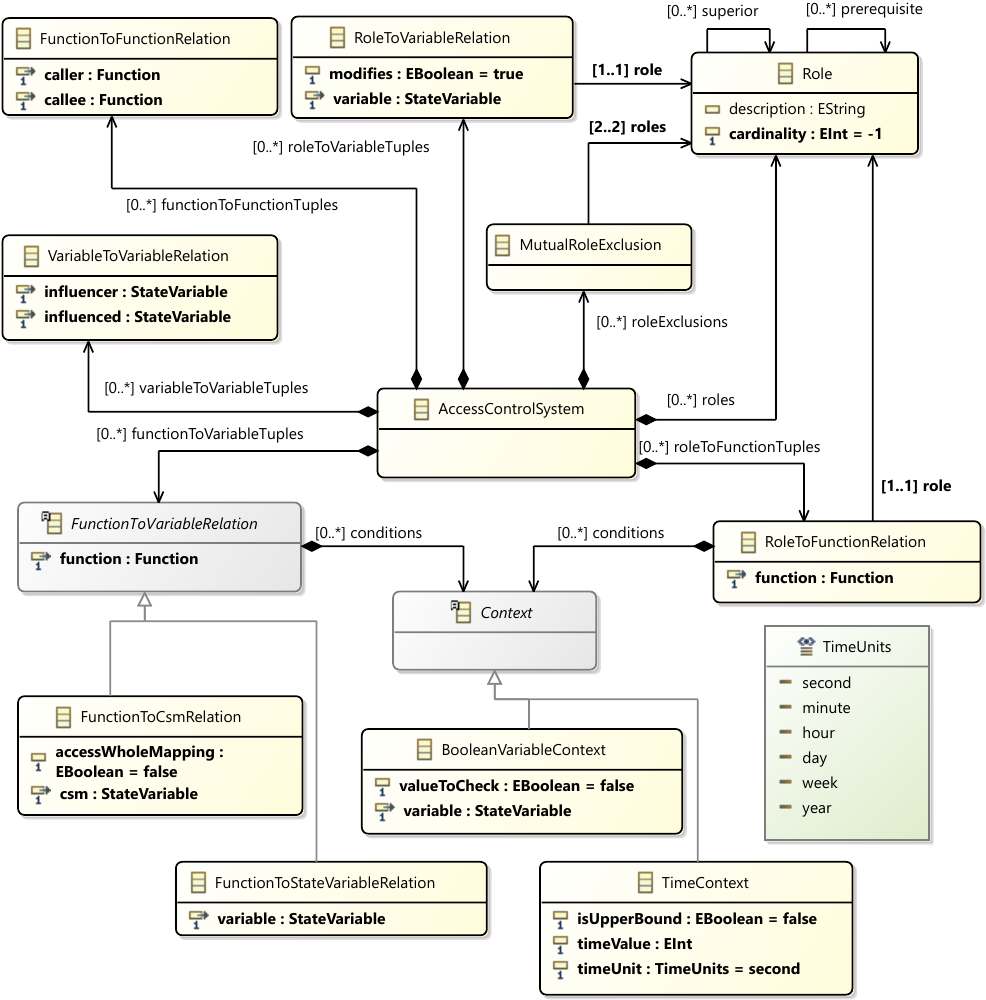 [0..*] superior
[0..*] prerequisite
FunctionToFunctionRelation
caller : Function
callee : Function
RoleToVariableRelation
modifies : EBoolean = true
variable : StateVariable
[1..1] role
Role
description : EString
cardinality : EInt = -1
[2..2] roles
[0..*] roleToVariableTuples
[0..*] functionToFunctionTuples
MutualRoleExclusion
VariableToVariableRelation
influencer : StateVariable
influenced : StateVariable
[0..*] roleExclusions
[0..*] variableToVariableTuples
AccessControlSystem
[0..*] roles
[0..*] functionToVariableTuples
[0..*] roleToFunctionTuples
[1..1] role
FunctionToVariableRelation
function : Function
[0..*] conditions
[0..*] conditions
RoleToFunctionRelation
function : Function
Context
TimeUnits
second
minute
hour
day
week
year
FunctionToCsmRelation
accessWholeMapping :
EBoolean = false
csm : StateVariable
BooleanVariableContext
valueToCheck : EBoolean = false
variable : StateVariable
FunctionToStateVariableRelation
variable : StateVariable
TimeContext
isUpperBound : EBoolean = false
timeValue : EInt
timeUnit : TimeUnits = second